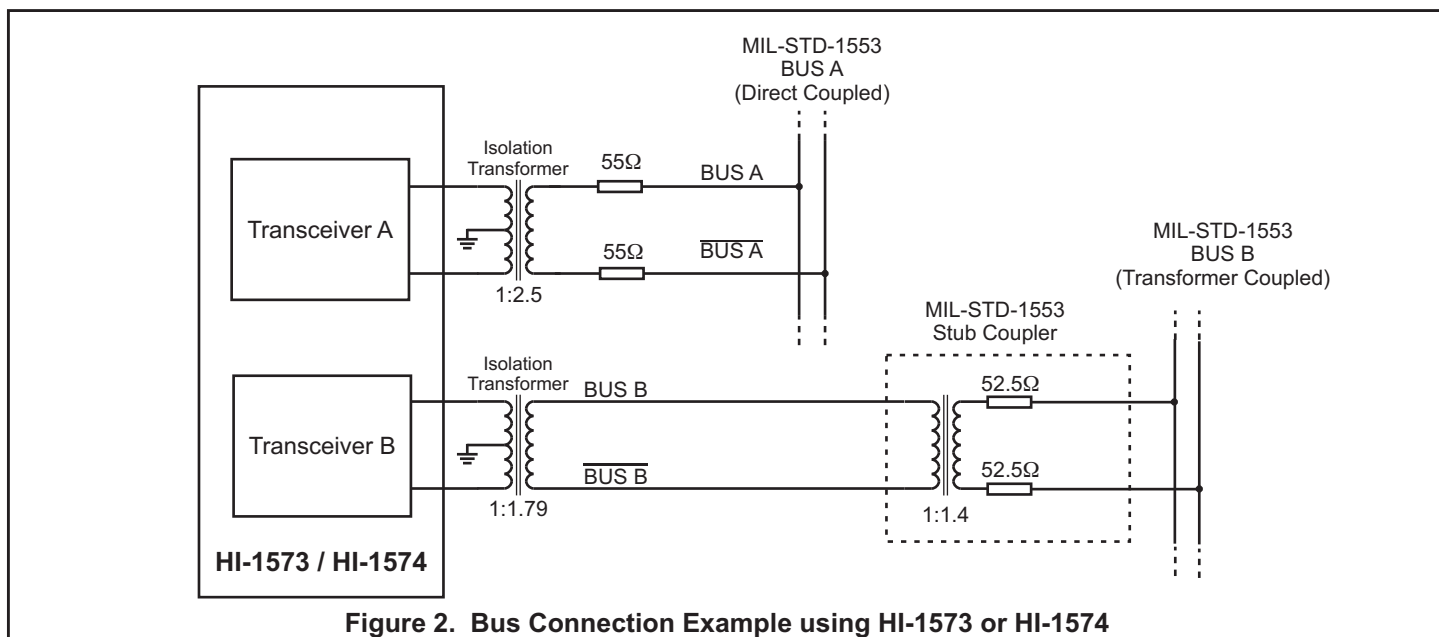 MIL-STD-1553
BUS A
(Direct Coupled)
Isolation
Transformer
55Ω
BUS A
Transceiver A
55Ω
BUS A
1:2.5
MIL-STD-1553
BUS B
(Transformer Coupled)
MIL-STD-1553
Stub Coupler
Isolation
Transformer
BUS B
52.5Ω
Transceiver B
BUS B
52.5Ω
1:1.79
1:1.4
HI-1573 / HI-1574
Figure 2. Bus Connection Example using HI-1573 or HI-1574